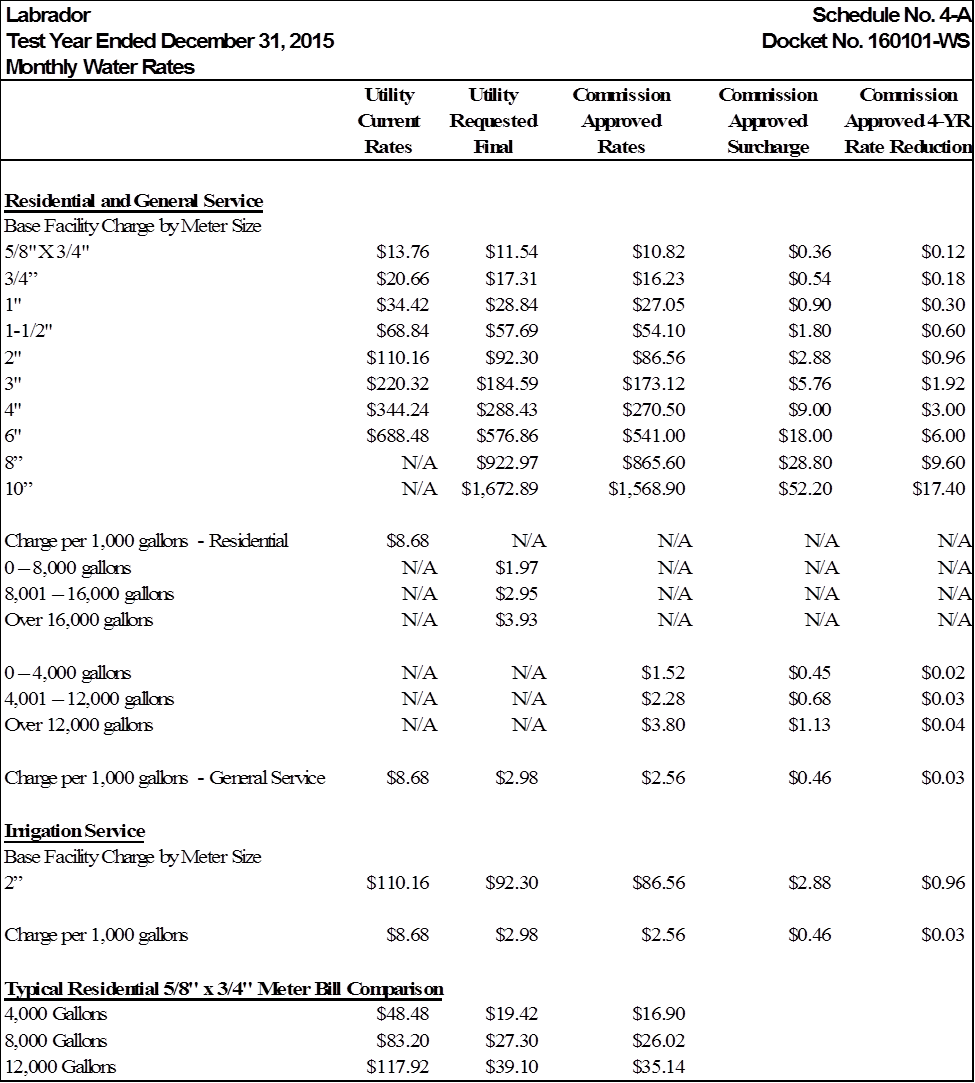 Labrador Schedule No. 4-A
Test Year Ended December 31, 2015 Docket No. 160101-WS
Monthly Water Rates
Utility Utility Commission Commission Commission
Current Requested Approved Approved Approved 4-YR
Rates Final Rates Surcharge Rate Reduction
Residential and General Service
Base Facility Charge by Meter Size
5/8" X 3/4" $13.76 $11.54 $10.82 $0.36 $0.12
3/4” $20.66 $17.31 $16.23 $0.54 $0.18
1" $34.42 $28.84 $27.05 $0.90 $0.30
1-1/2" $68.84 $57.69 $54.10 $1.80 $0.60
2" $110.16 $92.30 $86.56 $2.88 $0.96
3" $220.32 $184.59 $173.12 $5.76 $1.92
4" $344.24 $288.43 $270.50 $9.00 $3.00
6" $688.48 $576.86 $541.00 $18.00 $6.00
8” N/A $922.97 $865.60 $28.80 $9.60
10” N/A $1,672.89 $1,568.90 $52.20 $17.40
Charge per 1,000 gallons - Residential $8.68 N/A N/A N/A N/A
0 – 8,000 gallons N/A $1.97 N/A N/A N/A
8,001 – 16,000 gallons N/A $2.95 N/A N/A N/A
Over 16,000 gallons N/A $3.93 N/A N/A N/A
0 – 4,000 gallons N/A N/A $1.52 $0.45 $0.02
4,001 – 12,000 gallons N/A N/A $2.28 $0.68 $0.03
Over 12,000 gallons N/A N/A $3.80 $1.13 $0.04
Charge per 1,000 gallons - General Service $8.68 $2.98 $2.56 $0.46 $0.03
Irrigation Service
Base Facility Charge by Meter Size
2” $110.16 $92.30 $86.56 $2.88 $0.96
Charge per 1,000 gallons $8.68 $2.98 $2.56 $0.46 $0.03
Typical Residential 5/8" x 3/4" Meter Bill Comparison
4,000 Gallons $48.48 $19.42 $16.90
8,000 Gallons $83.20 $27.30 $26.02
12,000 Gallons $117.92 $39.10 $35.14